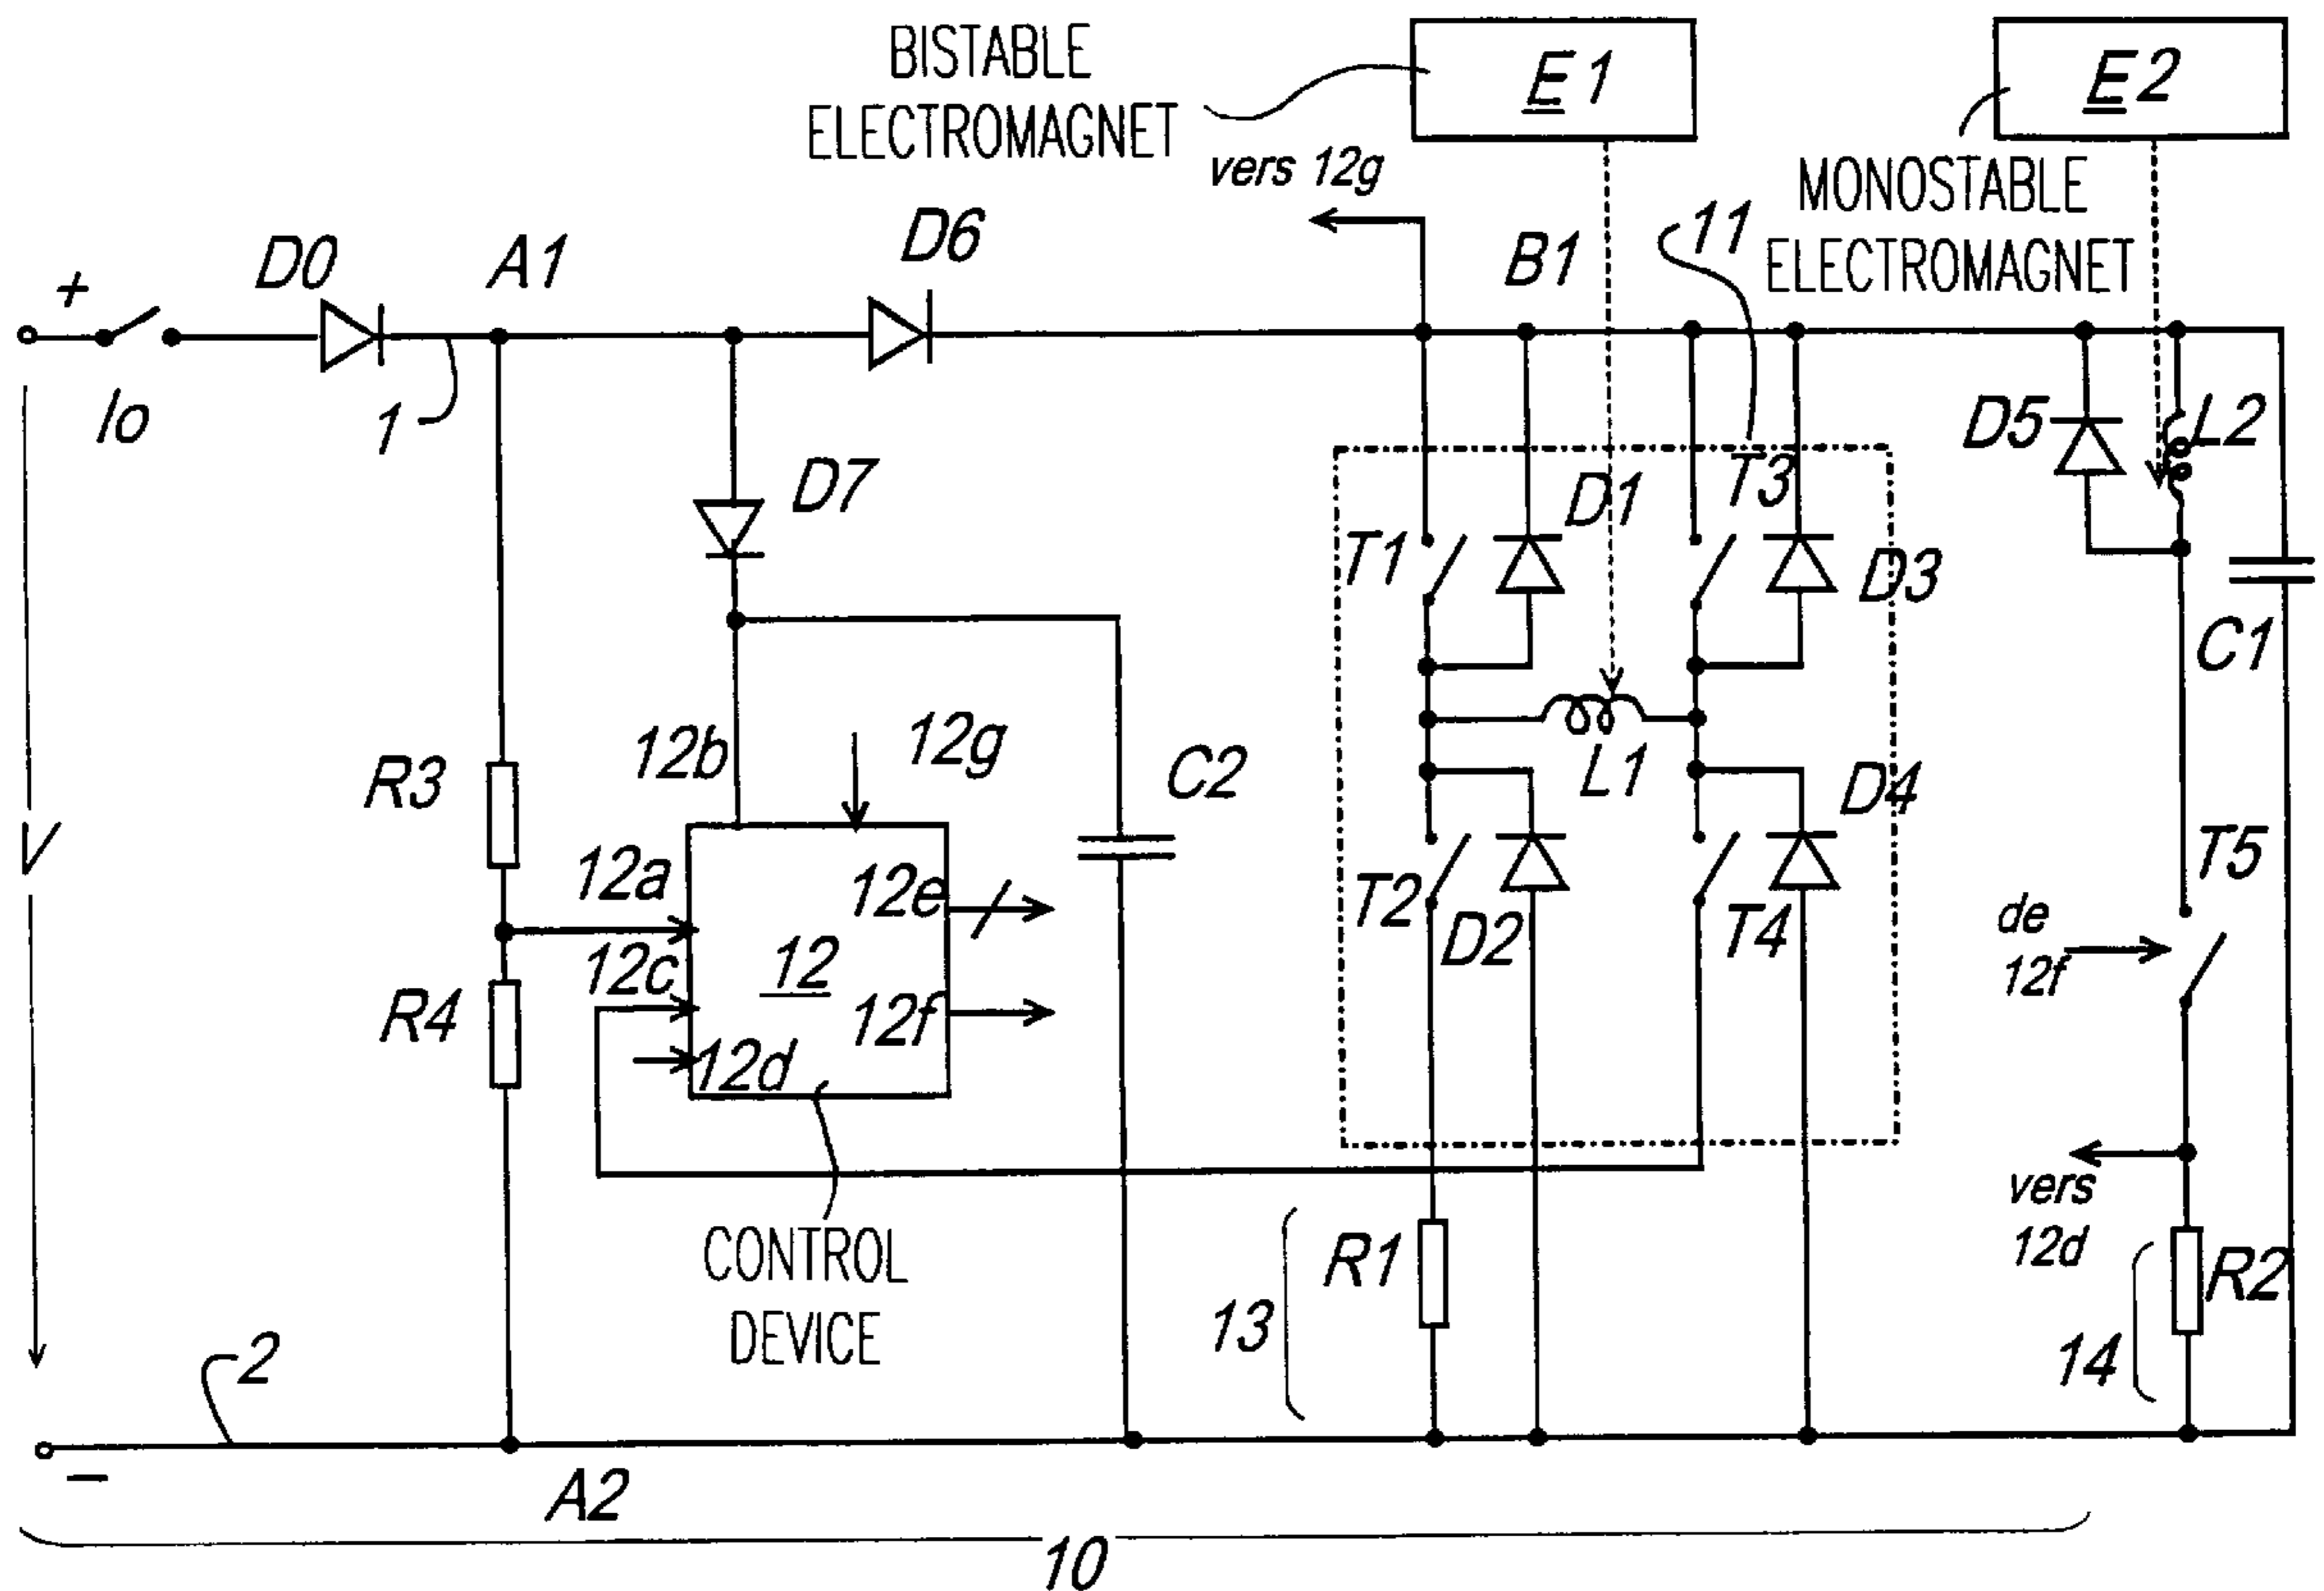 BISTABLE
ELECTROMAGNET
E1
E2
vers 12g
MONOSTABLE
ELECTROMAGNET
11
+
D0
A1
D6
B1
Io
1
D5
L2
D7
D1
T3
T1
D3
C1
12b
12g
C2
L1
D4
R3
V
12a
12e
T2
D2
T4
T5
de
12f
12c
12
R4
12f
12d
vers
12d
CONTROL
DEVICE
13
R1
R2
14
2
−
A2
10